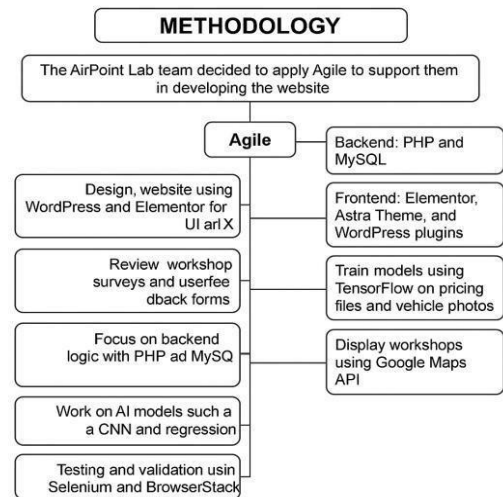 METHODOLOGY
The AirPoint Lab team decided to apply Agile to support them
in developing the website
Agile
Design, website using
WordPress and Elementor for
UI arl X
Review workshop
surveys and userfee
dback forms
Focus on backend
logic with PHP ad MySQ
Work on AI models such a
a CNN and regression
Testing and validation usin
Selenium and BrowserStack
Backend: PHP and
MySQL
Frontend: Elementor,
Astra Theme, and
WordPress plugins
Train models using
TensorFlow on pricing
files and vehicle photos
Display workshops
using Google Maps
API